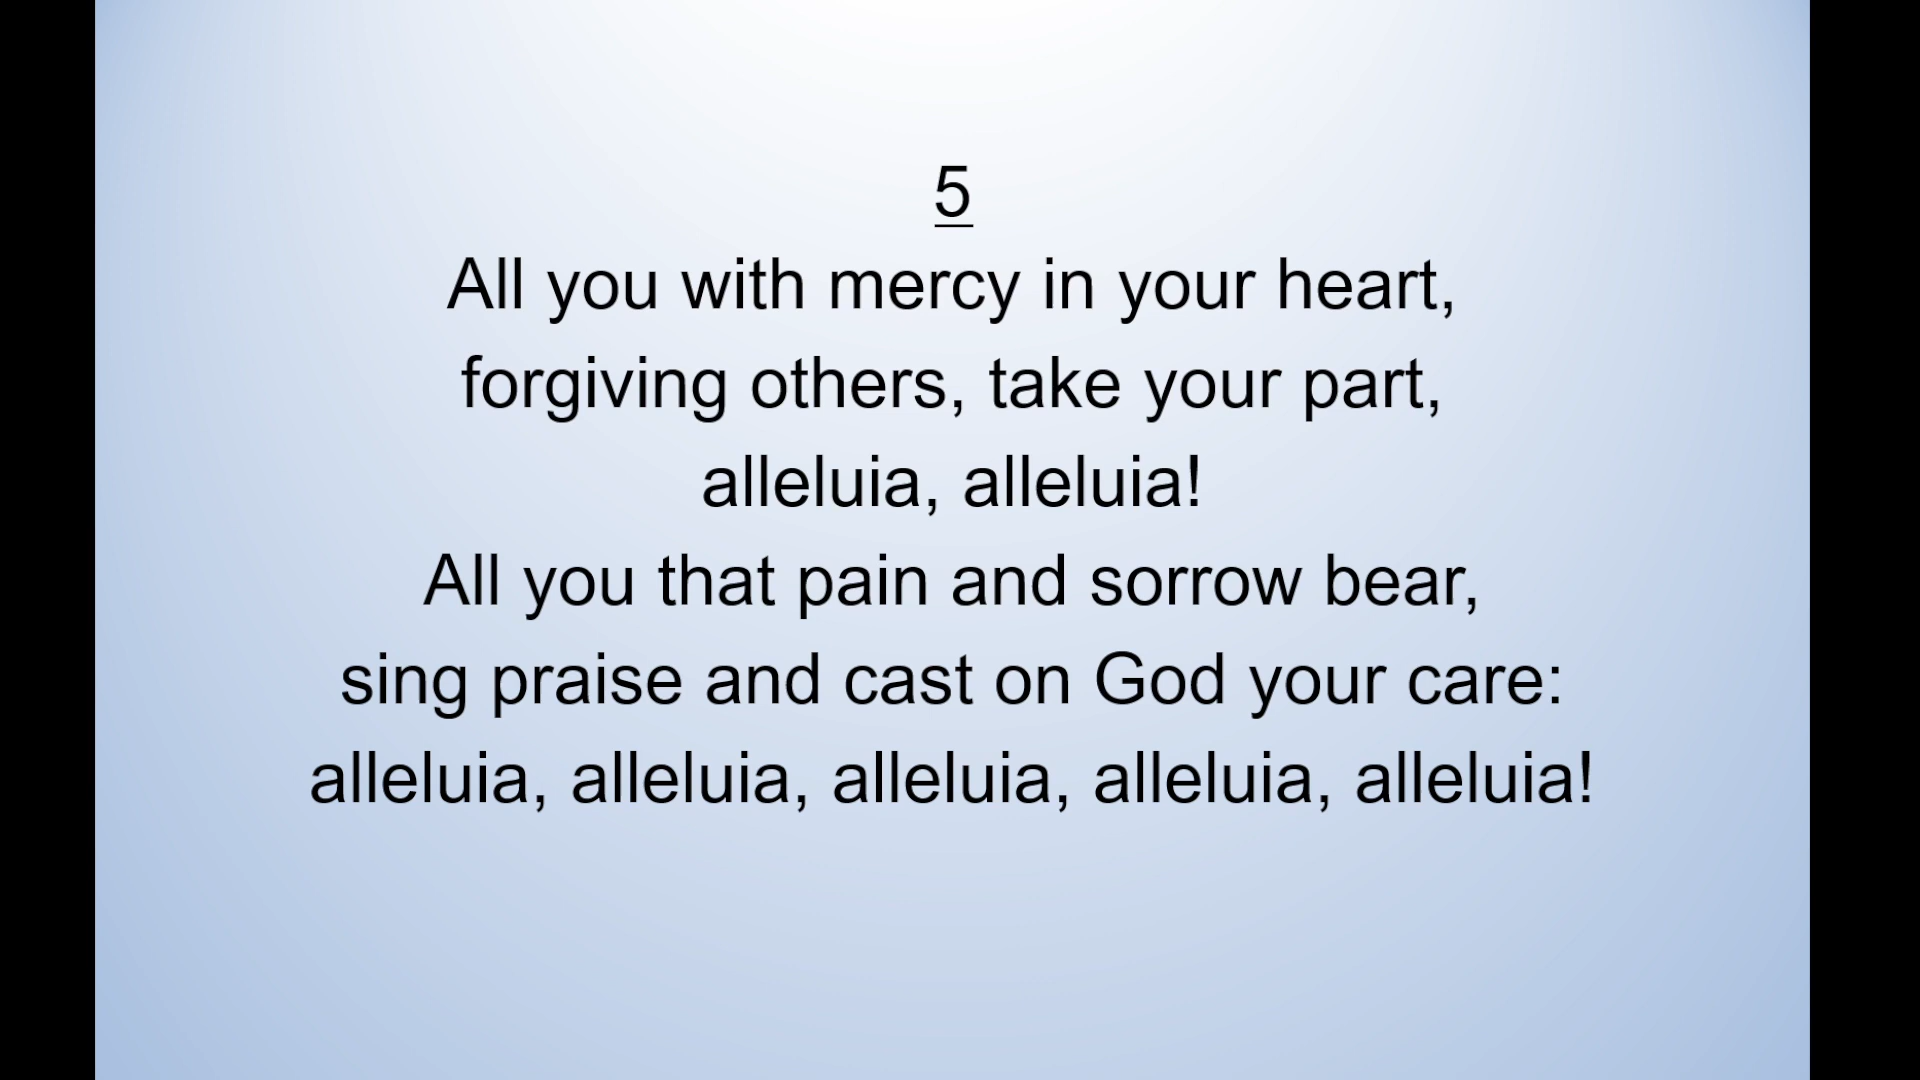 5
All you with mercy in your heart,
forgiving others, take your part,
alleluia, alleluia!
All you that pain and sorrow bear,
sing praise and cast on God your care:
alleluia, alleluia, alleluia, alleluia, alleluia!